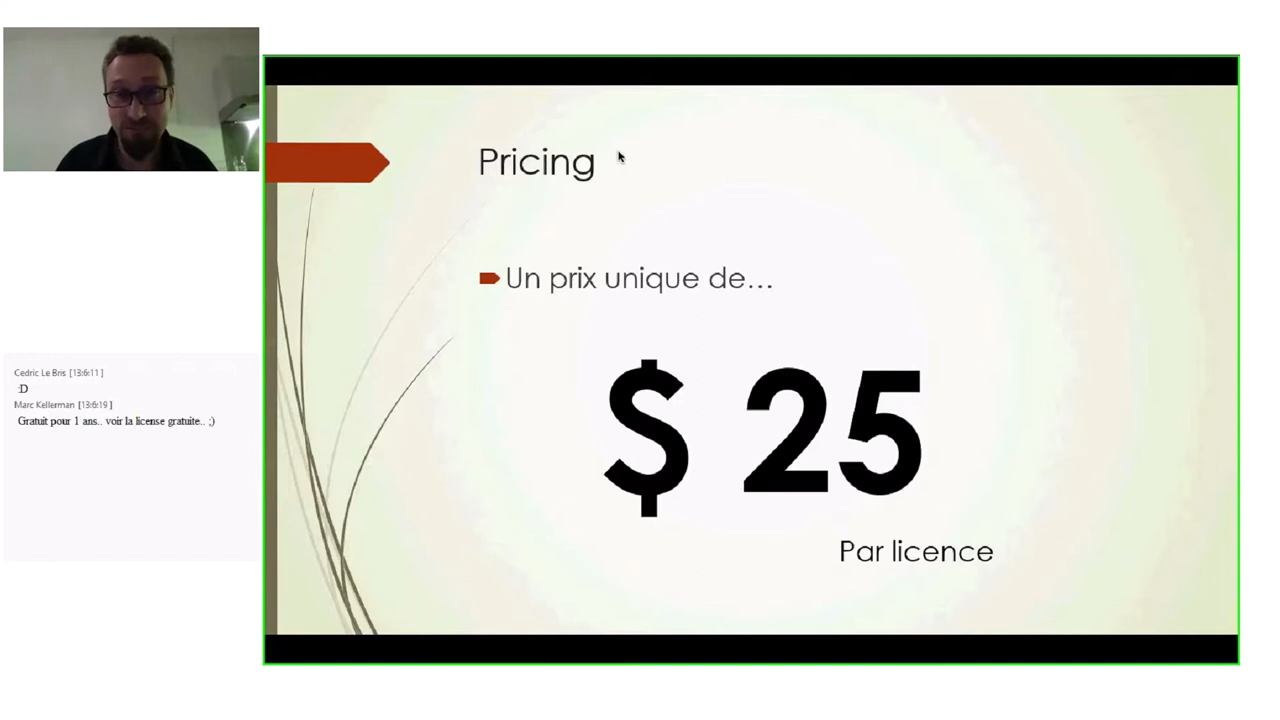 Pricing
Un prix unique de...
$ 25
Par licence
Cedric Le Bris [13:6:11 ]
:D
Marc Kellerman [13:6:19 ]
Gratuit pour 1 ans.. voir la license gratuite.. ;)